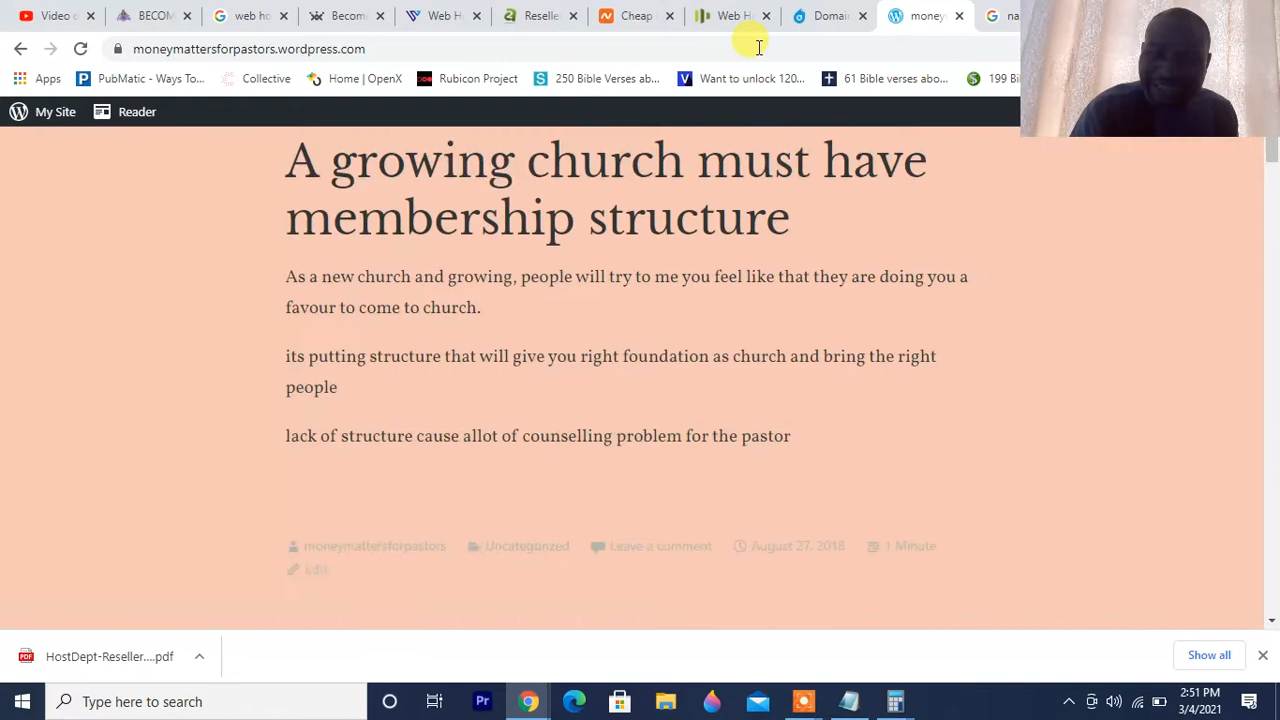 Video c
BECOM
web ho
Become
Web H
Reselle
Cheap
Web H
Domai
money
na
moneymattersforpastors.wordpress.com
Apps
PubMatic - Ways To...
Collective
Home | OpenX
Rubicon Project
250 Bible Verses ab...
Want to unlock 120...
61 Bible verses abo...
199 Bi
My Site
Reader
A growing church must have
membership structure
As a new church and growing, people will try to me you feel like that they are doing you a
favour to come to church.
its putting structure that will give you right foundation as church and bring the right
people
lack of structure cause allot of counselling problem for the pastor
moneymattersforpastors Uncategorized Leave a comment August 27, 2018 1 Minute
edit
HostDept-Reseller....pdf
Show all
Type here to search
2:51 PM
3/4/2021